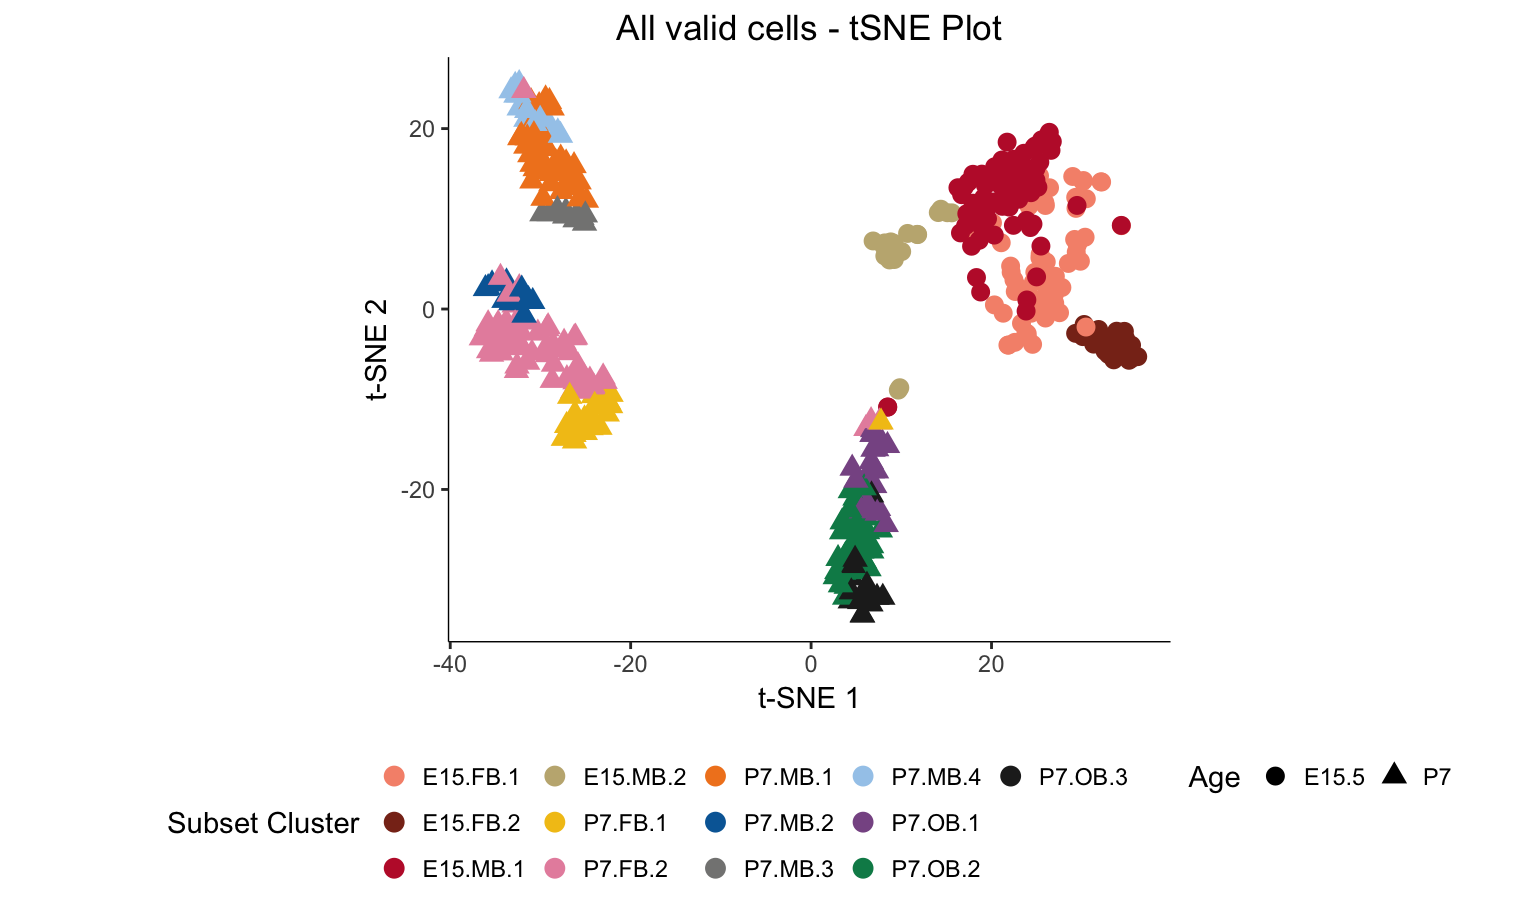 All valid cells - tSNE Plot
20
0
-20
t-SNE 2
-40 -20 0 20
t-SNE 1
Subset Cluster
E15.FB.1 E15.MB.2 P7.MB.1 P7.MB.4 P7.OB.3
E15.FB.2 P7.FB.1 P7.MB.2 P7.OB.1
E15.MB.1 P7.FB.2 P7.MB.3 P7.OB.2
Age E15.5 P7